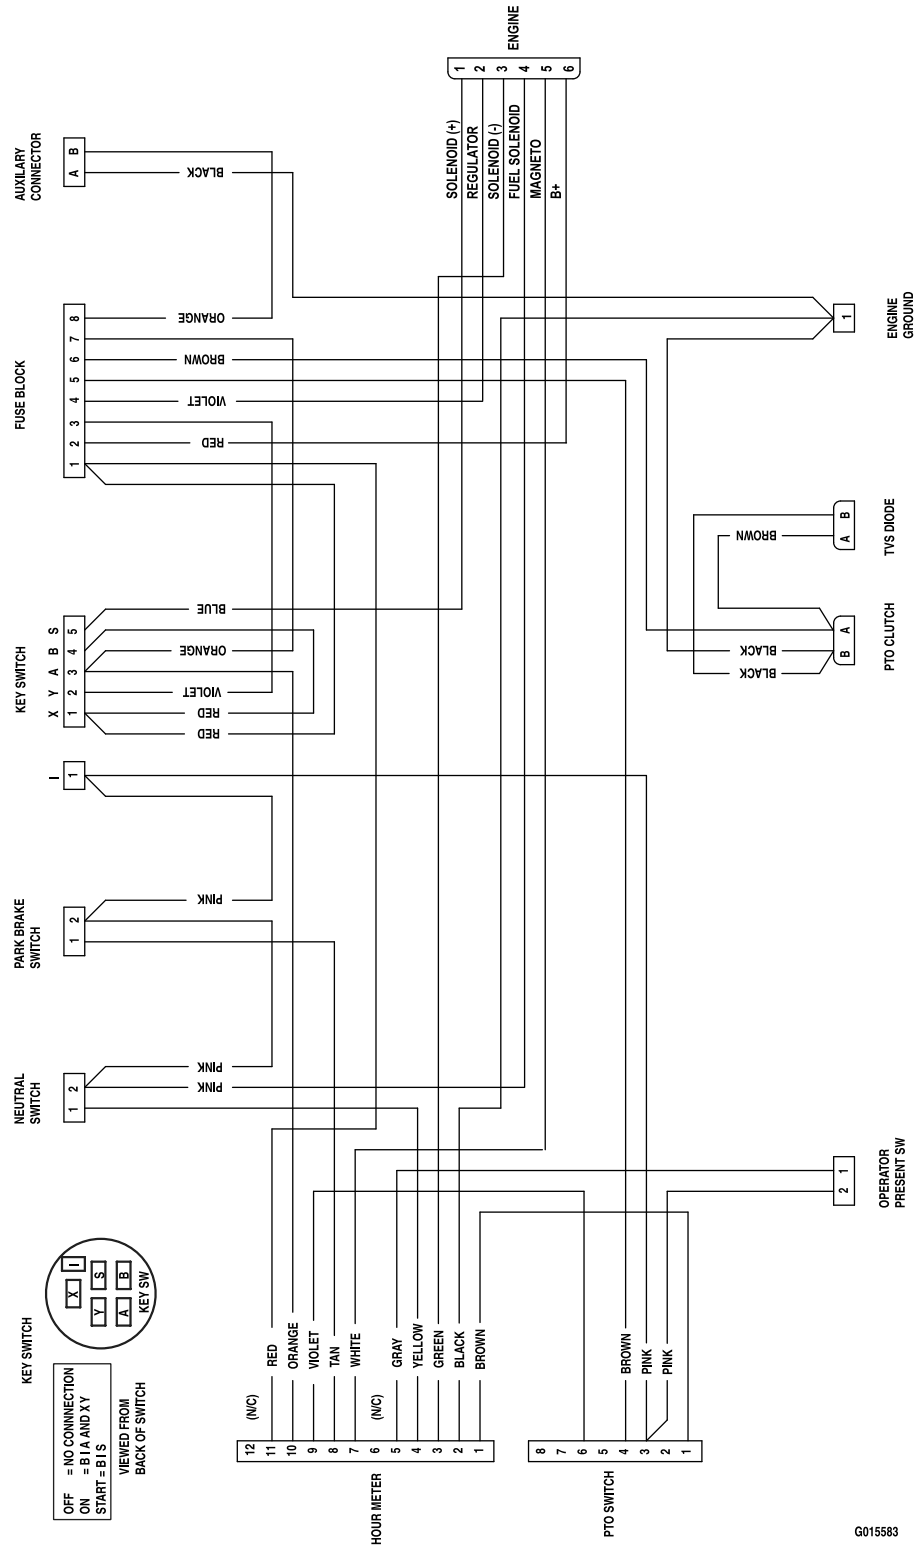 ENGINE
1
2
3
4
5
6
SOLENOID (+)
REGULATOR
SOLENOID (-)
FUEL SOLENOID
MAGNETO
B+
AUXILARY
CONNECTOR
A
B
BLACK
FUSE BLOCK
1
2
3
4
5
6
7
8
ORANGE
BROWN
VIOLET
RED
ENGINE
GROUND
1
KEY SWITCH
X Y A B S
1
2
3
4
5
BLUE
ORANGE
VIOLET
RED
RED
I
1
TVS DIODE
A
B
BROWN
PTO CLUTCH
B
A
BLACK
BLACK
PARK BRAKE
SWITCH
1
2
PINK
NEUTRAL
SWITCH
1
2
PINK
PINK
OPERATOR
PRESENT SW
2
1
KEY SWITCH
X
I
Y
S
A
B
KEY SW
OFF = NO CONNNECTION
ON = B I A AND X Y
START = B I S
VIEWED FROM
BACK OF SWITCH
HOUR METER
12
11
10
9
8
7
6
5
4
3
2
1
(N/C)
RED
ORANGE
VIOLET
TAN
WHITE
(N/C)
GRAY
YELLOW
GREEN
BLACK
BROWN
PTO SWITCH
8
7
6
5
4
3
2
1
BROWN
PINK
PINK
G015583